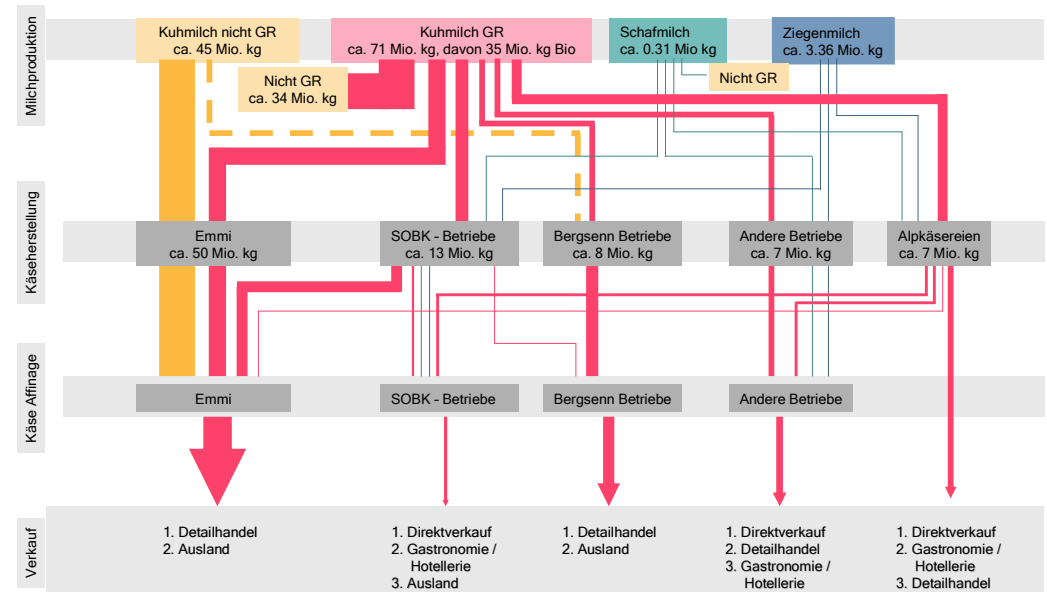 Milchproduktion
Kuhmilch nicht GR
ca. 45 Mio. kg
Kuhmilch GR
ca. 71 Mio. kg, davon 35 Mio. kg Bio
Schafmilch
ca. 0.31 Mio kg
Ziegenmilch
ca. 3.36 Mio. kg
Nicht GR
ca. 34 Mio. kg
Nicht GR
Käseherstellung
Emmi
ca. 50 Mio. kg
SOBK - Betriebe
ca. 13 Mio. kg
Bergsenn Betriebe
ca. 8 Mio. kg
Andere Betriebe
ca. 7 Mio. kg
Alpkäsereien
ca. 7 Mio. kg
Käse Affinage
Emmi
SOBK - Betriebe
Bergsenn Betriebe
Andere Betriebe
Verkauf
1. Detailhandel
2. Ausland
1. Direktverkauf
2. Gastronomie /
Hotellerie
3. Ausland
1. Detailhandel
2. Ausland
1. Direktverkauf
2. Detailhandel
3. Gastronomie /
Hotellerie
1. Direktverkauf
2. Gastronomie /
Hotellerie
3. Detailhandel